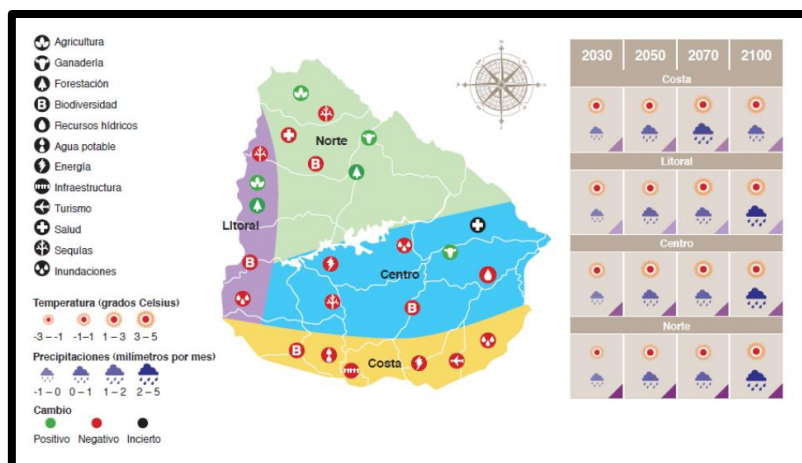 Agricultura
Ganadería
Forestación
B Biodiversidad
Recursos hídricos
Agua potable
Energía
Infraestructura
Turismo
Salud
Sequías
Inundaciones
Temperatura (grados Celsius)
-3 – -1 -1–1 1 – 3 3 – 5
Precipitaciones (milímetros por mes)
-1 – 0 0–1 1 – 2 2 – 5
Cambio
Positivo Negativo Incierto
Norte
B
Litoral
B
Centro
B
B
Costa
2030 2050 2070 2100
Costa
Litoral
Centro
Norte